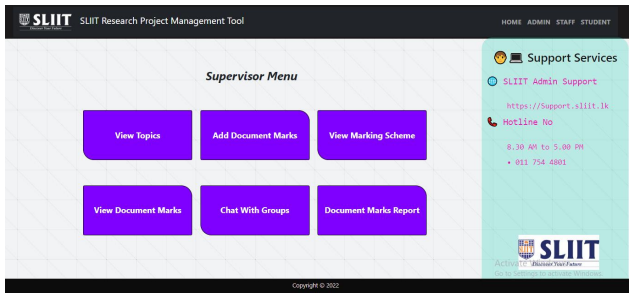 SLIIT
Discover Your Future
SLIIT Research Project Management Tool
HOME ADMIN STAFF STUDENT
Supervisor Menu
View Topics
Add Document Marks
View Marking Scheme
View Document Marks
Chat With Groups
Document Marks Report
Support Services
SLIIT Admin Support
https://Support.sliit.lk
Hotline No
8.30 AM to 5.00 PM
• 011 754 4801
SLIIT
Discover Your Future
Activate
Go to Settings to activate Windows.
Copyright © 2022